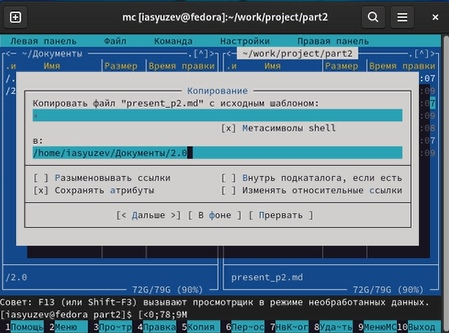 mc [iasyuzev@fedora]:~/work/project/part2
Левая панель Файл Команда Настройки Правая панель
<─ ~/Документы .[^]>
<─ ~/work/project/part2 .[^]>
.и Имя Размер Время правки
.и Имя Размер Время правки
/. :07
/2 :09
Копирование
Копировать файл "present_p2.md" с исходным шаблоном:
*
[x] Метасимволы shell
в:
/home/iasyuzev/Документы/2.0
[ ] Разыменовывать ссылки [ ] Внутрь подкаталога, если есть
[x] Сохранять атрибуты [ ] Изменять относительные ссылки
[< Дальше >] [ В фоне ] [ Прервать ]
/2.0 present_p2.md
72G/79G (90%) 72G/79G (90%)
Совет: F13 (или Shift-F3) вызывают просмотрщик в режиме необработанных данных.
[iasyuzev@fedora part2]$ [<0;78;9M
1Помощь 2Меню 3Про~тр 4Правка 5Копия 6Пер~ос 7НвК~ог 8Уда~ть 9МенюMC 10Выход